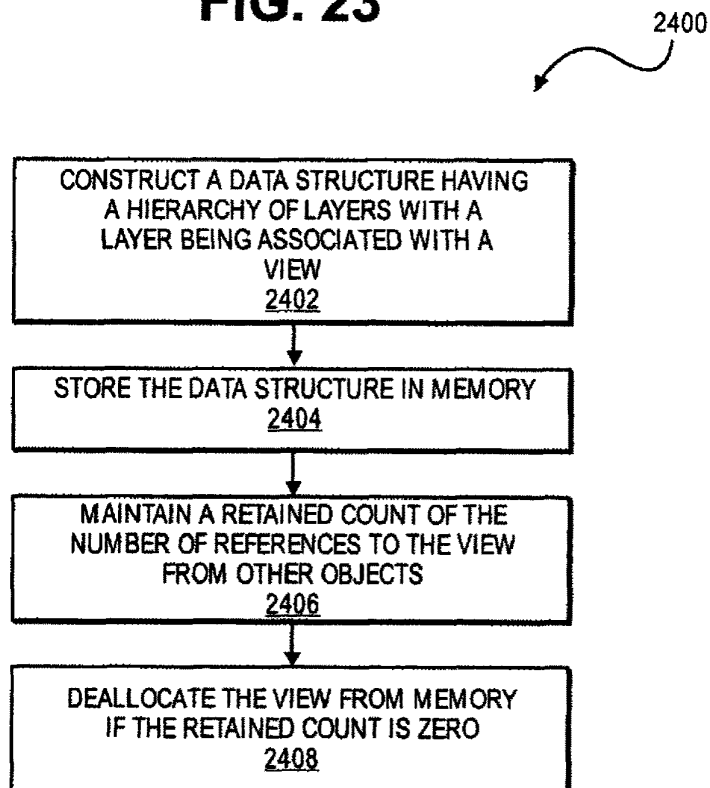 FIG. 23
2400
CONSTRUCT A DATA STRUCTURE HAVING
A HIERARCHY OF LAYERS WITH A
LAYER BEING ASSOCIATED WITH A
VIEW
2402
STORE THE DATA STRUCTURE IN MEMORY
2404
MAINTAIN A RETAINED COUNT OF THE
NUMBER OF REFERENCES TO THE VIEW
FROM OTHER OBJECTS
2406
DEALLOCATE THE VIEW FROM MEMORY
IF THE RETAINED COUNT IS ZERO
2408